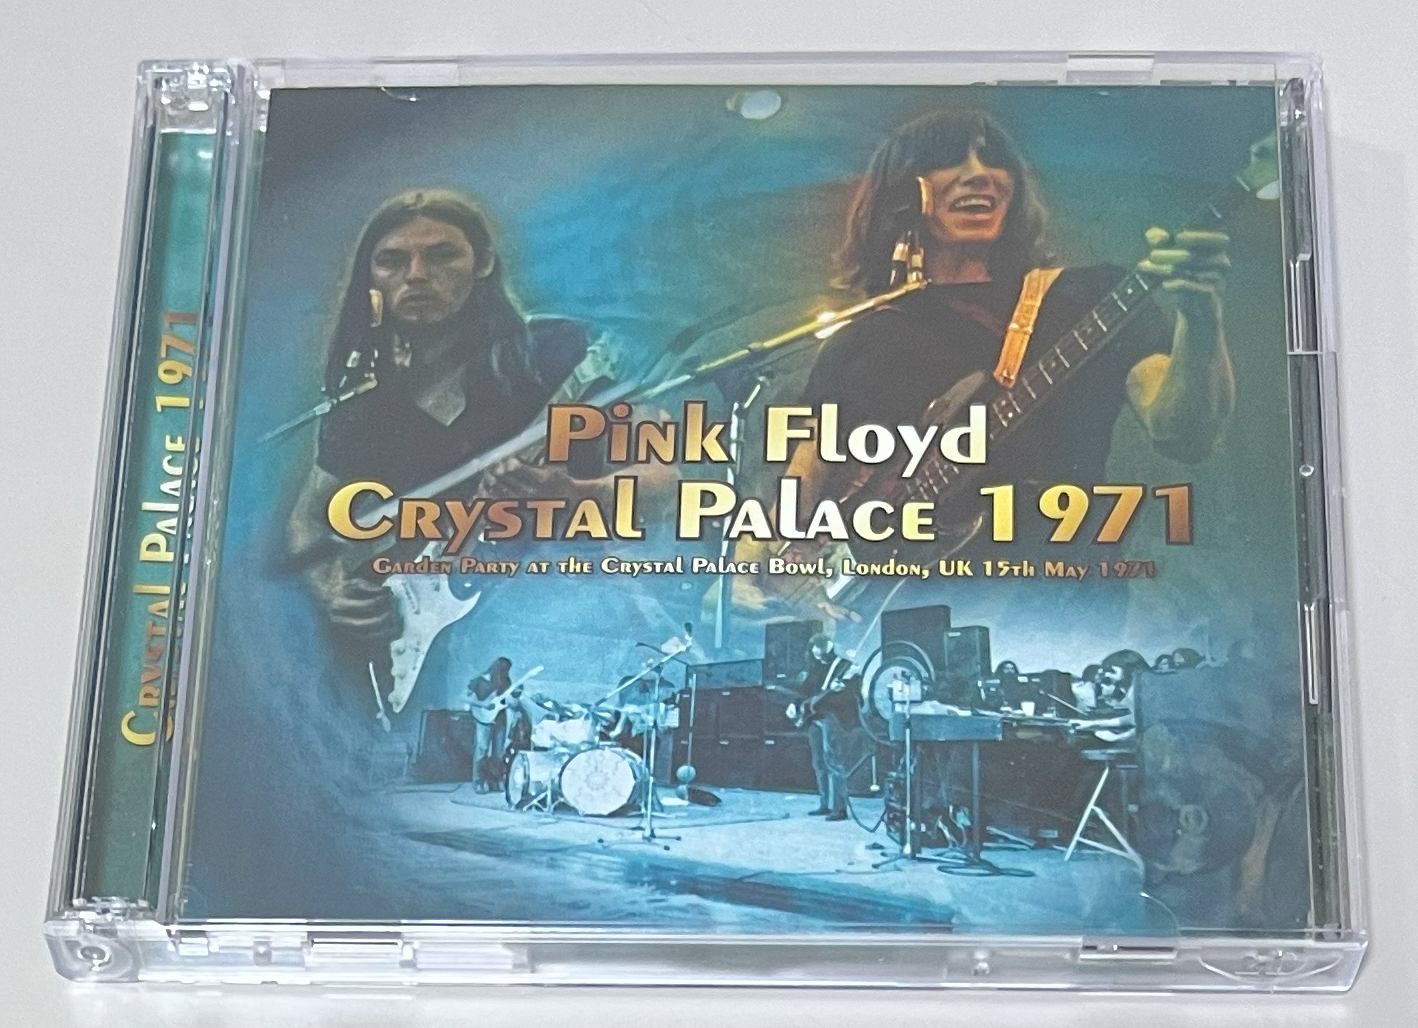 Pink Floyd
Crystal Palace 1971
Garden Party at the Crystal Palace Bowl, London, UK 15th May 1971
Crystal Palace 1971